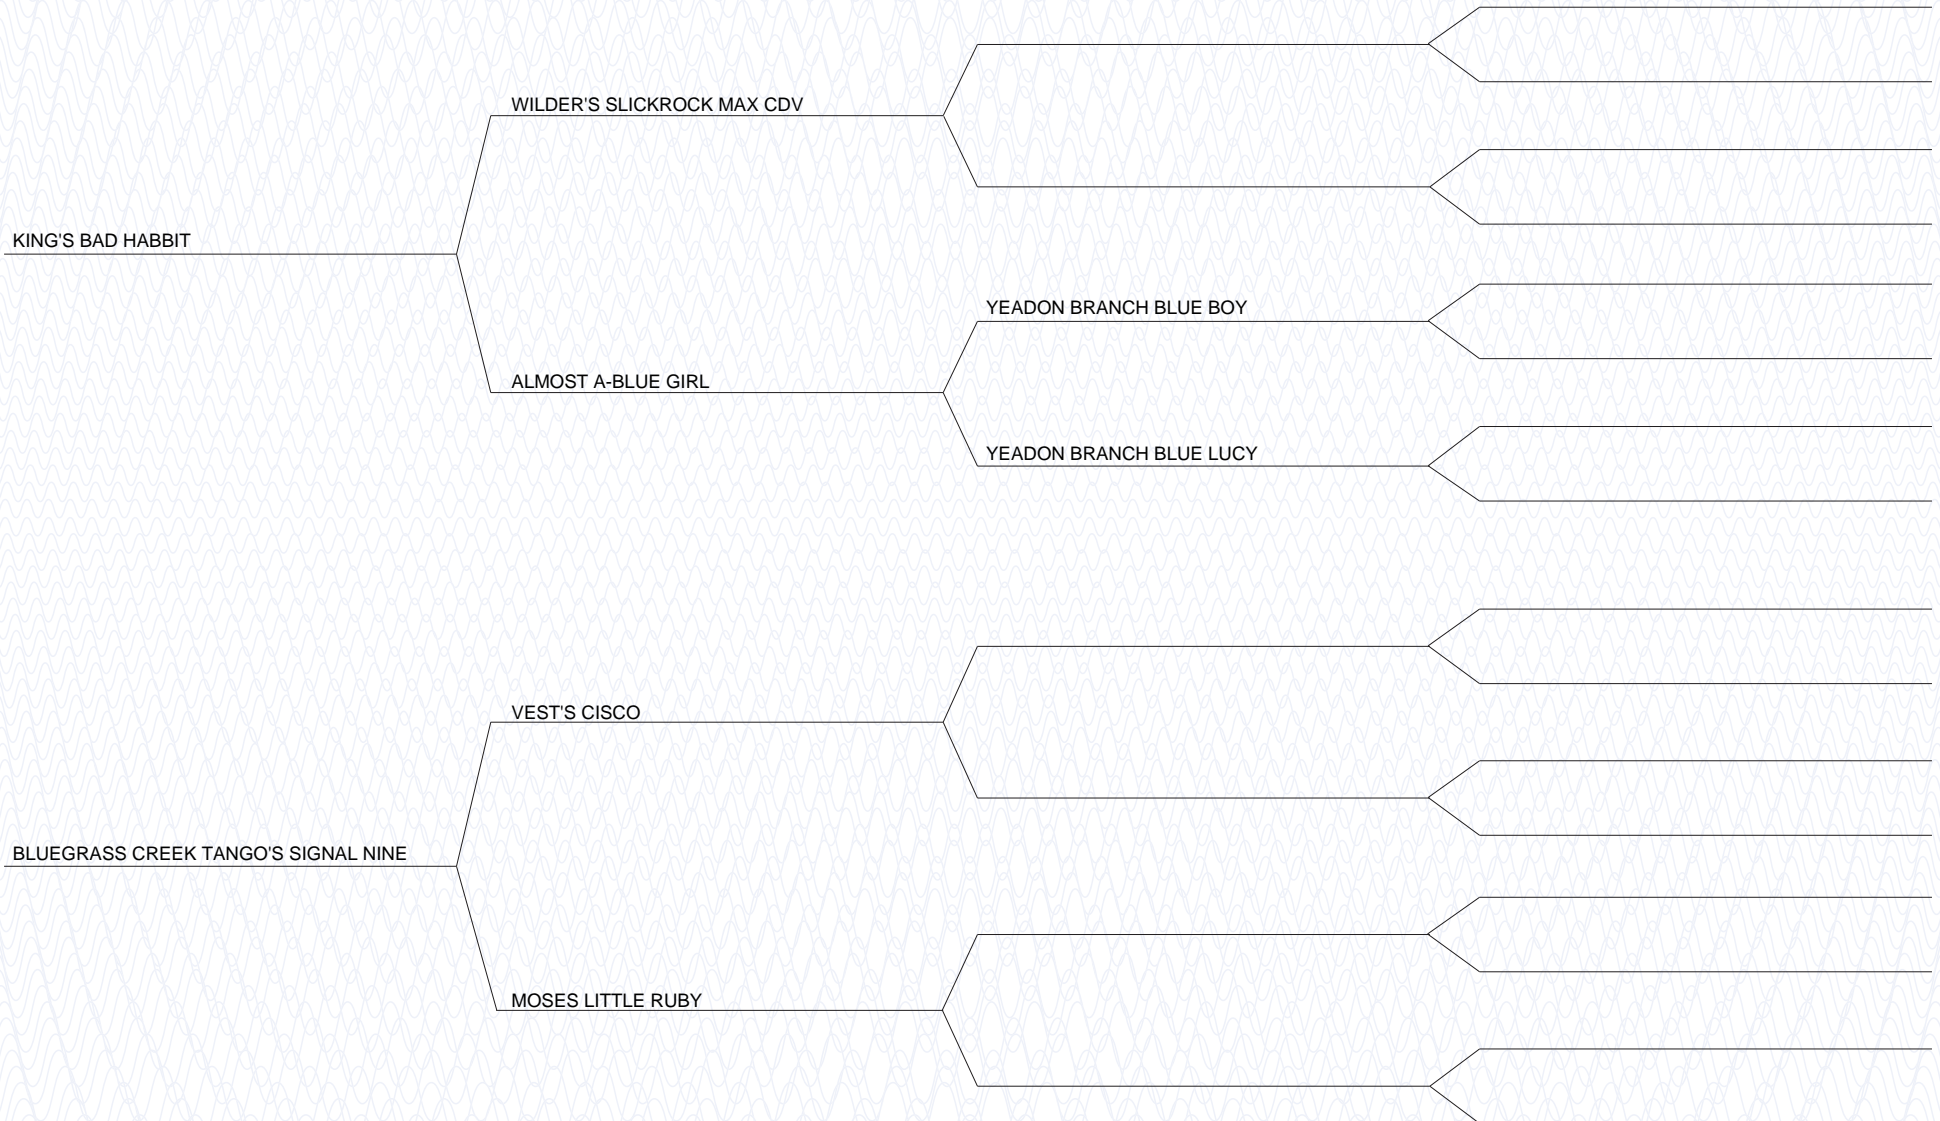 WILDER'S SLICKROCK MAX CDV
KING'S BAD HABBIT
YEADON BRANCH BLUE BOY
ALMOST A-BLUE GIRL
YEADON BRANCH BLUE LUCY
VEST'S CISCO
BLUEGRASS CREEK TANGO'S SIGNAL NINE
MOSES LITTLE RUBY